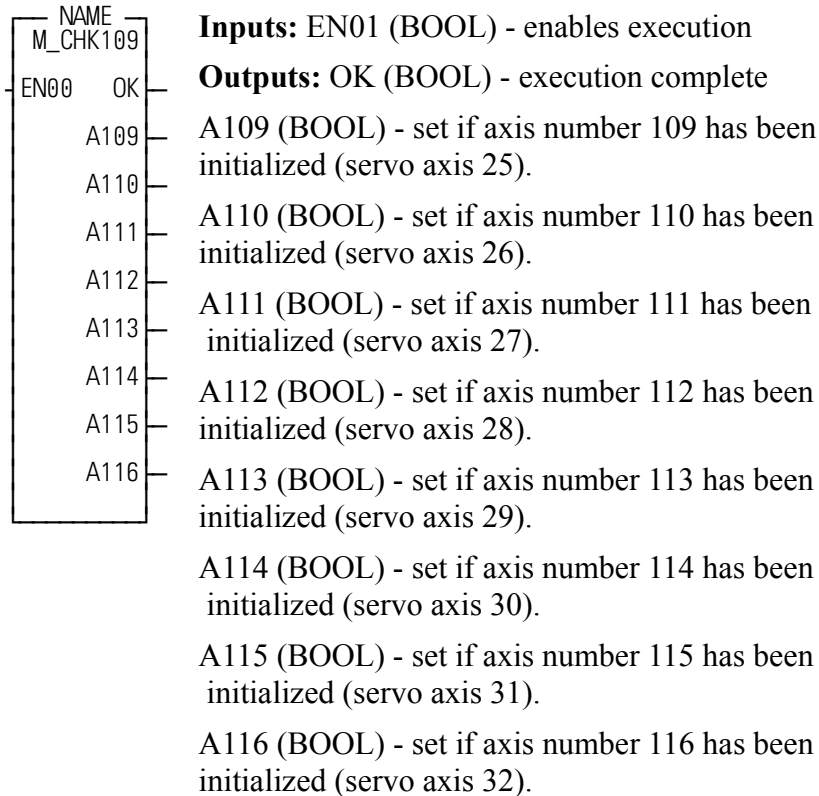 NAME
M_CHK109
EN00 OK
A109
A110
A111
A112
A113
A114
A115
A116
Inputs: EN01 (BOOL) - enables execution
Outputs: OK (BOOL) - execution complete
A109 (BOOL) - set if axis number 109 has been
initialized (servo axis 25).
A110 (BOOL) - set if axis number 110 has been
initialized (servo axis 26).
A111 (BOOL) - set if axis number 111 has been
initialized (servo axis 27).
A112 (BOOL) - set if axis number 112 has been
initialized (servo axis 28).
A113 (BOOL) - set if axis number 113 has been
initialized (servo axis 29).
A114 (BOOL) - set if axis number 114 has been
initialized (servo axis 30).
A115 (BOOL) - set if axis number 115 has been
initialized (servo axis 31).
A116 (BOOL) - set if axis number 116 has been
initialized (servo axis 32).